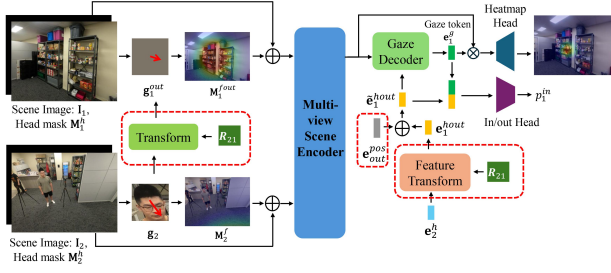 Scene Image: I₁,
Head mask M₁ʰ
g₁ᵒᵘᵗ
M₁ᶠᵒᵘᵗ
Transform
R₂₁
Scene Image: I₂,
Head mask M₂ʰ
g₂
M₂ᶠ
Multi-
view
Scene
Encoder
Gaze
Decoder
Gaze token
e₁ᵍ
Heatmap
Head
ẽ₁ʰᵒᵘᵗ
p₁ⁱⁿ
In/out Head
eₒᵤₜᵖᵒˢ
e₁ʰᵒᵘᵗ
Feature
Transform
R₂₁
e₂ʰ